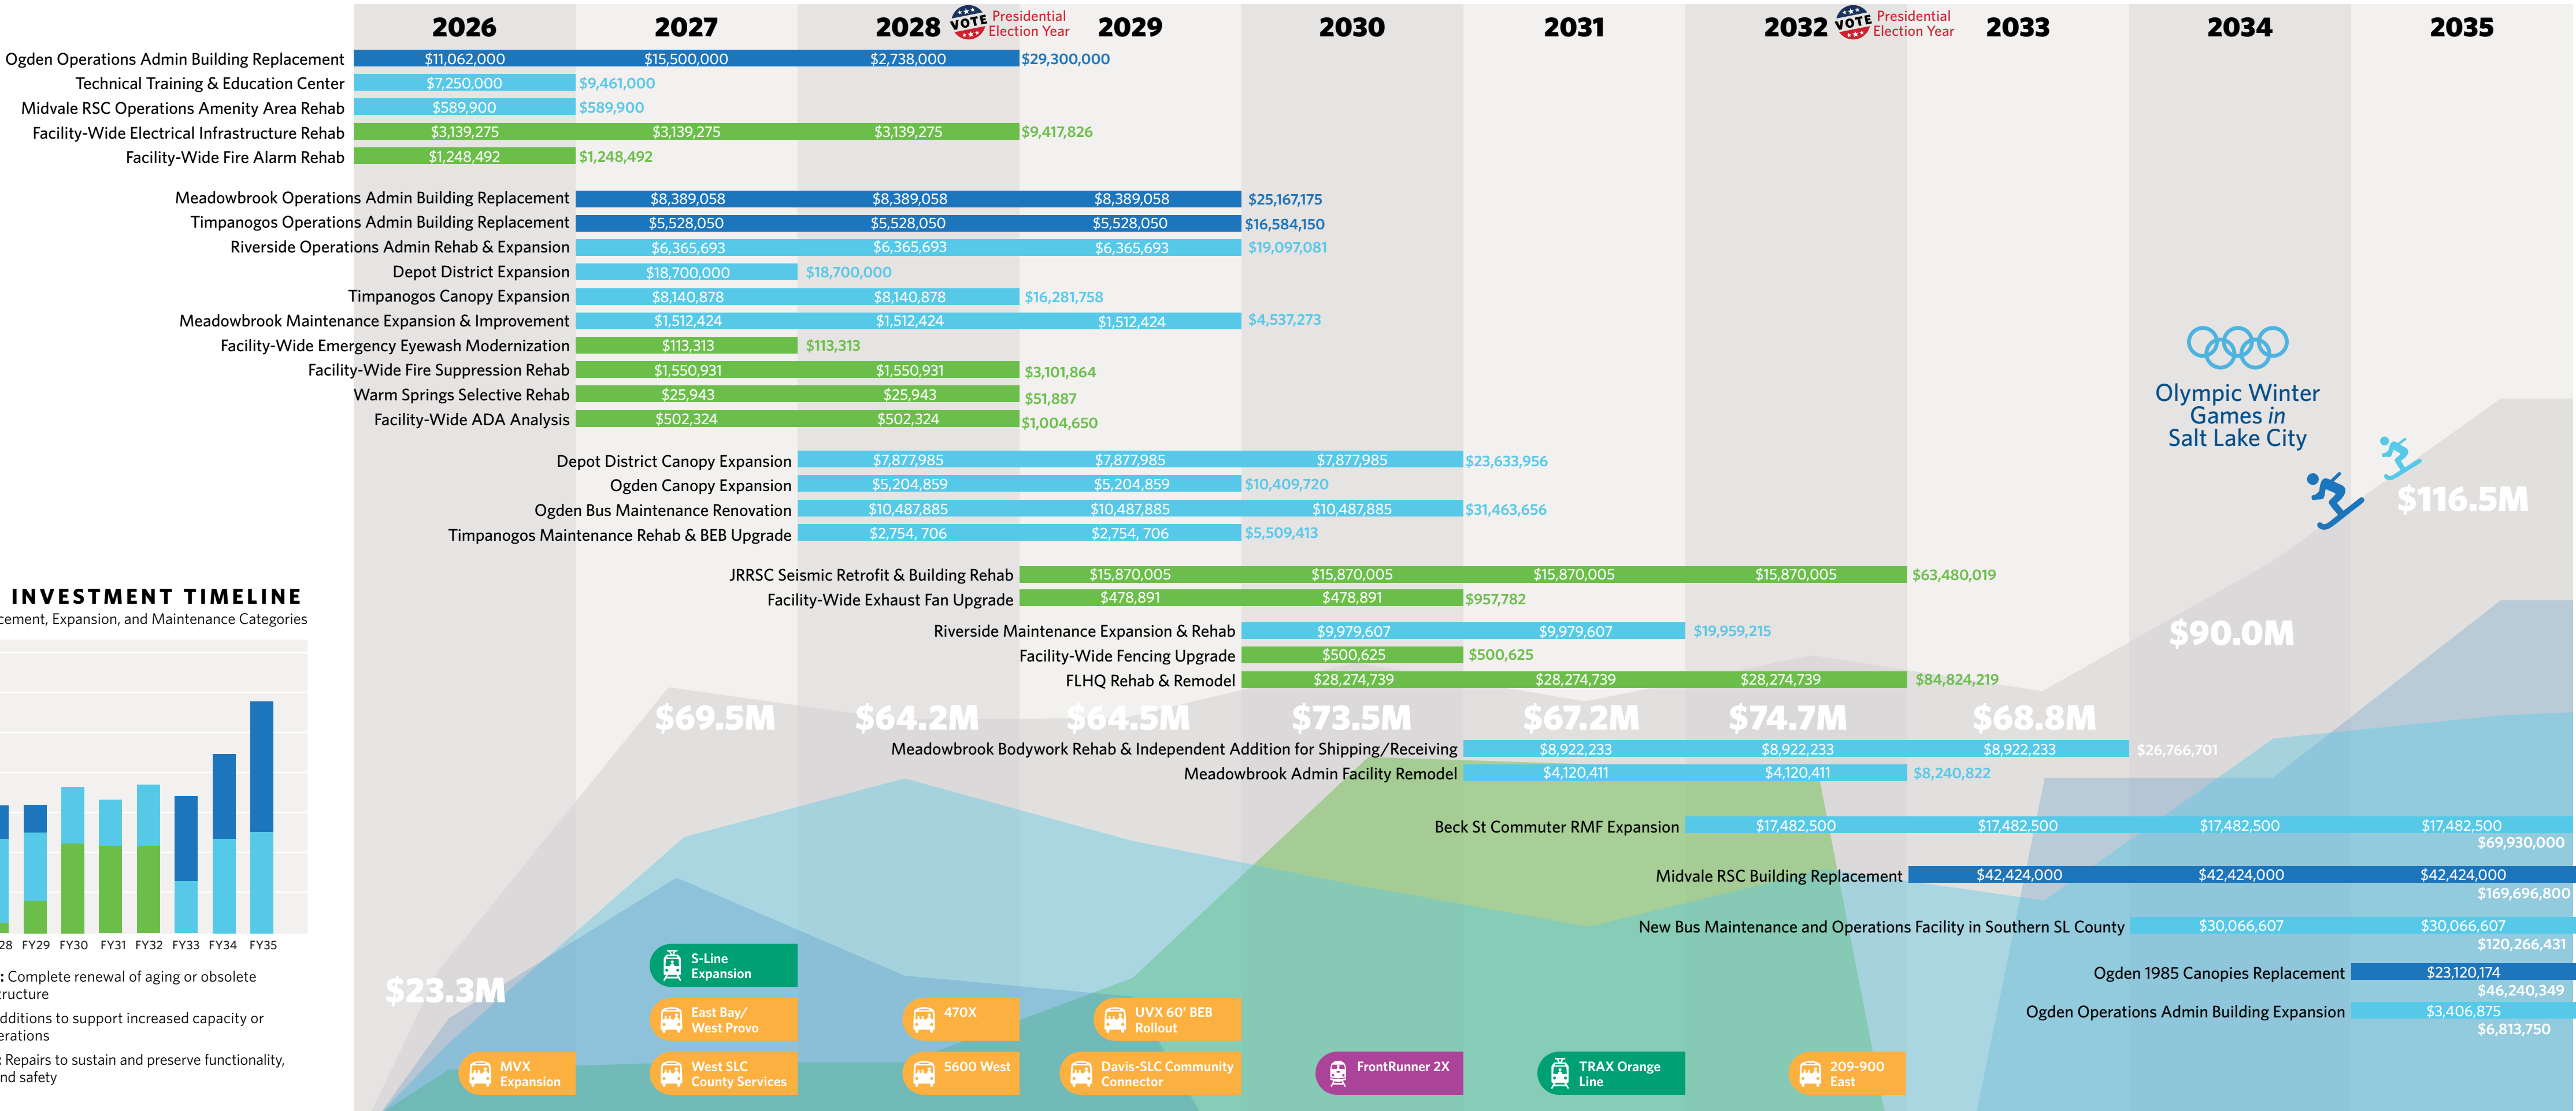 2026 2027 2028 VOTE Presidential Election Year 2029 2030 2031 2032 VOTE Presidential Election Year 2033 2034 2035
Ogden Operations Admin Building Replacement $11,062,000 $15,500,000 $2,738,000 $29,300,000
Technical Training & Education Center $7,250,000 $9,461,000
Midvale RSC Operations Amenity Area Rehab $589,900 $589,900
Facility-Wide Electrical Infrastructure Rehab $3,139,275 $3,139,275 $3,139,275 $9,417,826
Facility-Wide Fire Alarm Rehab $1,248,492 $1,248,492
Meadowbrook Operations Admin Building Replacement $8,389,058 $8,389,058 $8,389,058 $25,167,175
Timpanogos Operations Admin Building Replacement $5,528,050 $5,528,050 $5,528,050 $16,584,150
Riverside Operations Admin Rehab & Expansion $6,365,693 $6,365,693 $6,365,693 $19,097,081
Depot District Expansion $18,700,000 $18,700,000
Timpanogos Canopy Expansion $8,140,878 $8,140,878 $16,281,758
Meadowbrook Maintenance Expansion & Improvement $1,512,424 $1,512,424 $1,512,424 $4,537,273
Facility-Wide Emergency Eyewash Modernization $113,313 $113,313
Facility-Wide Fire Suppression Rehab $1,550,931 $1,550,931 $3,101,864
Warm Springs Selective Rehab $25,943 $25,943 $51,887
Facility-Wide ADA Analysis $502,324 $502,324 $1,004,650
Olympic Winter
Games in
Salt Lake City
Depot District Canopy Expansion $7,877,985 $7,877,985 $7,877,985 $23,633,956
Ogden Canopy Expansion $5,204,859 $5,204,859 $10,409,720
Ogden Bus Maintenance Renovation $10,487,885 $10,487,885 $10,487,885 $31,463,656
Timpanogos Maintenance Rehab & BEB Upgrade $2,754, 706 $2,754, 706 $5,509,413
$116.5M
JRRSC Seismic Retrofit & Building Rehab $15,870,005 $15,870,005 $15,870,005 $15,870,005 $63,480,019
Facility-Wide Exhaust Fan Upgrade $478,891 $478,891 $957,782
Riverside Maintenance Expansion & Rehab $9,979,607 $9,979,607 $19,959,215
Facility-Wide Fencing Upgrade $500,625 $500,625
FLHQ Rehab & Remodel $28,274,739 $28,274,739 $28,274,739 $84,824,219
$90.0M
$69.5M $64.2M $64.5M $73.5M $67.2M $74.7M $68.8M
Meadowbrook Bodywork Rehab & Independent Addition for Shipping/Receiving $8,922,233 $8,922,233 $8,922,233 $26,766,701
Meadowbrook Admin Facility Remodel $4,120,411 $4,120,411 $8,240,822
Beck St Commuter RMF Expansion $17,482,500 $17,482,500 $17,482,500 $17,482,500
$69,930,000
Midvale RSC Building Replacement $42,424,000 $42,424,000 $42,424,000
$169,696,800
New Bus Maintenance and Operations Facility in Southern SL County $30,066,607 $30,066,607
$120,266,431
Ogden 1985 Canopies Replacement $23,120,174
$46,240,349
Ogden Operations Admin Building Expansion $3,406,875
$6,813,750
$23.3M
S-Line
Expansion
East Bay/
West Provo
470X
UVX 60' BEB
Rollout
MVX
Expansion
West SLC
County Services
5600 West
Davis-SLC Community
Connector
FrontRunner 2X
TRAX Orange
Line
209-900
East
INVESTMENT TIMELINE
cement, Expansion, and Maintenance Categories
28 FY29 FY30 FY31 FY32 FY33 FY34 FY35
: Complete renewal of aging or obsolete
tructure
dditions to support increased capacity or
erations
: Repairs to sustain and preserve functionality,
nd safety